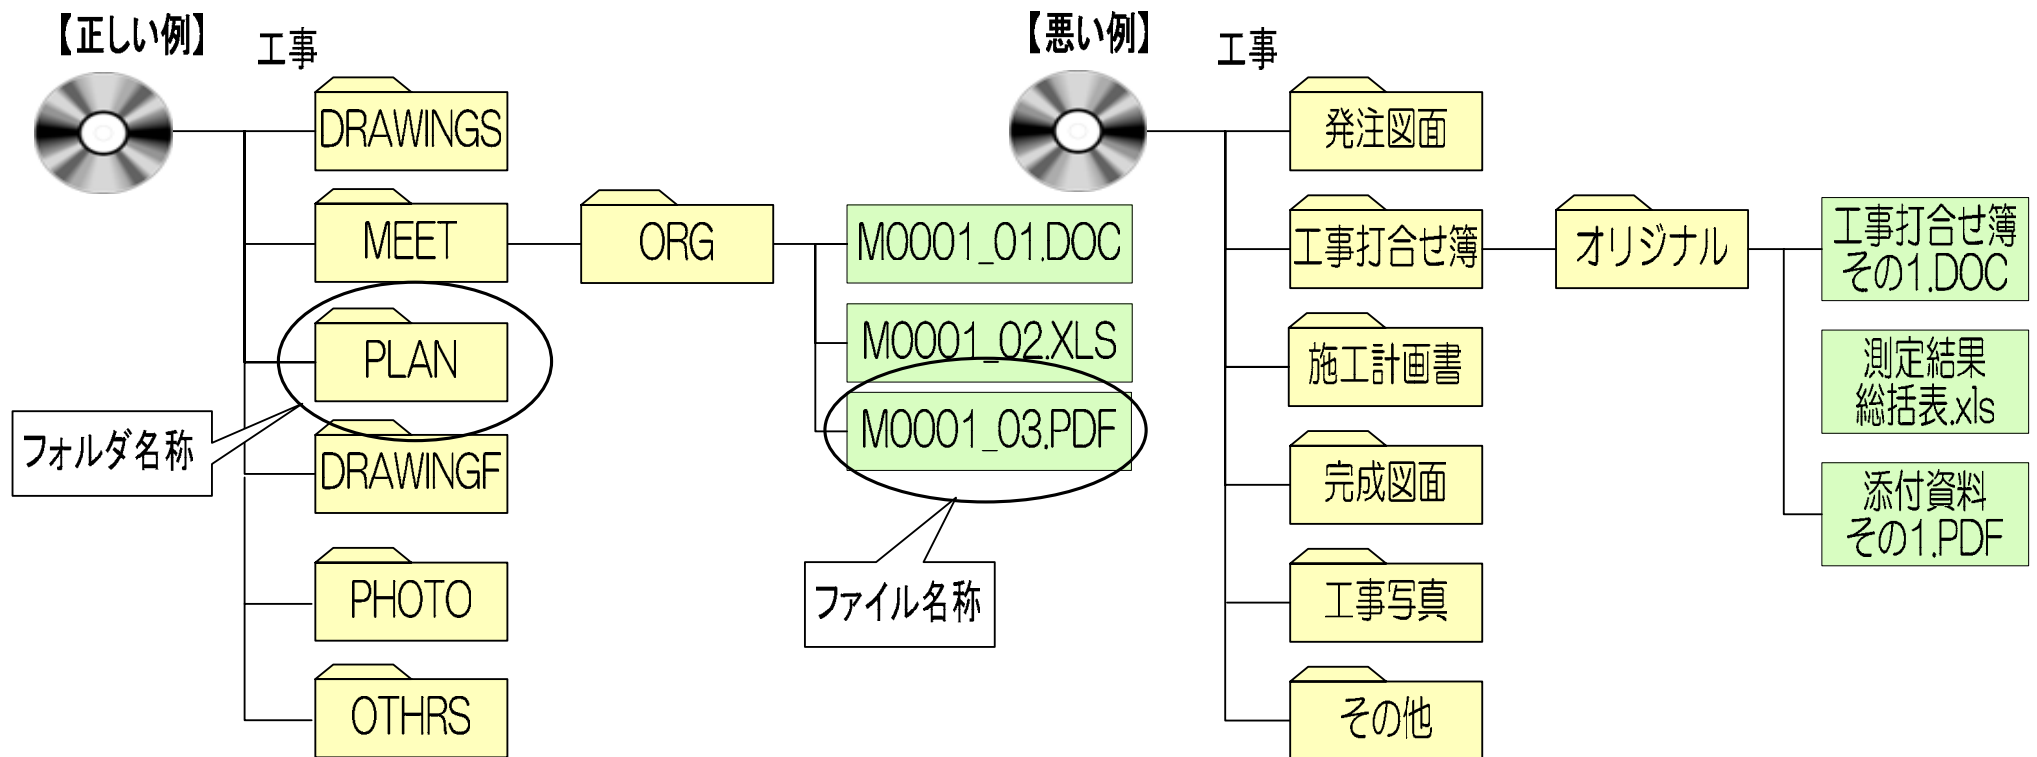 【正しい例】
工事
DRAWINGS
MEET
ORG
M0001_01.DOC
M0001_02.XLS
M0001_03.PDF
PLAN
フォルダ名称
DRAWINGF
ファイル名称
PHOTO
OTHRS
【悪い例】
工事
発注図面
工事打合せ簿
オリジナル
工事打合せ簿
その1.DOC
測定結果
総括表.xls
添付資料
その1.PDF
施工計画書
完成図面
工事写真
その他